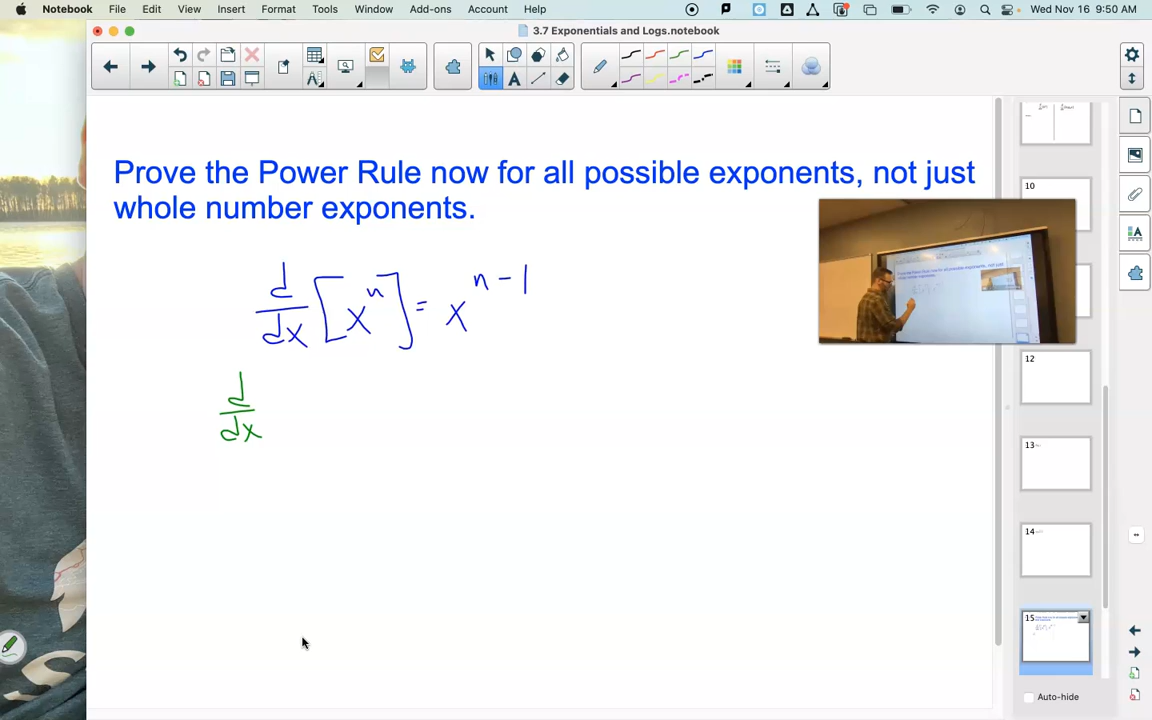 Notebook File Edit View Insert Format Tools Window Account Help Wed Nov 16 9:50 AM
3.7 Exponentials and Logs.notebook
Prove the Power Rule now for all possible exponents, not just
whole number exponents.
d/dx [x^n] = x^(n-1)
d/dx
10
12
13
14
15
Auto-hide